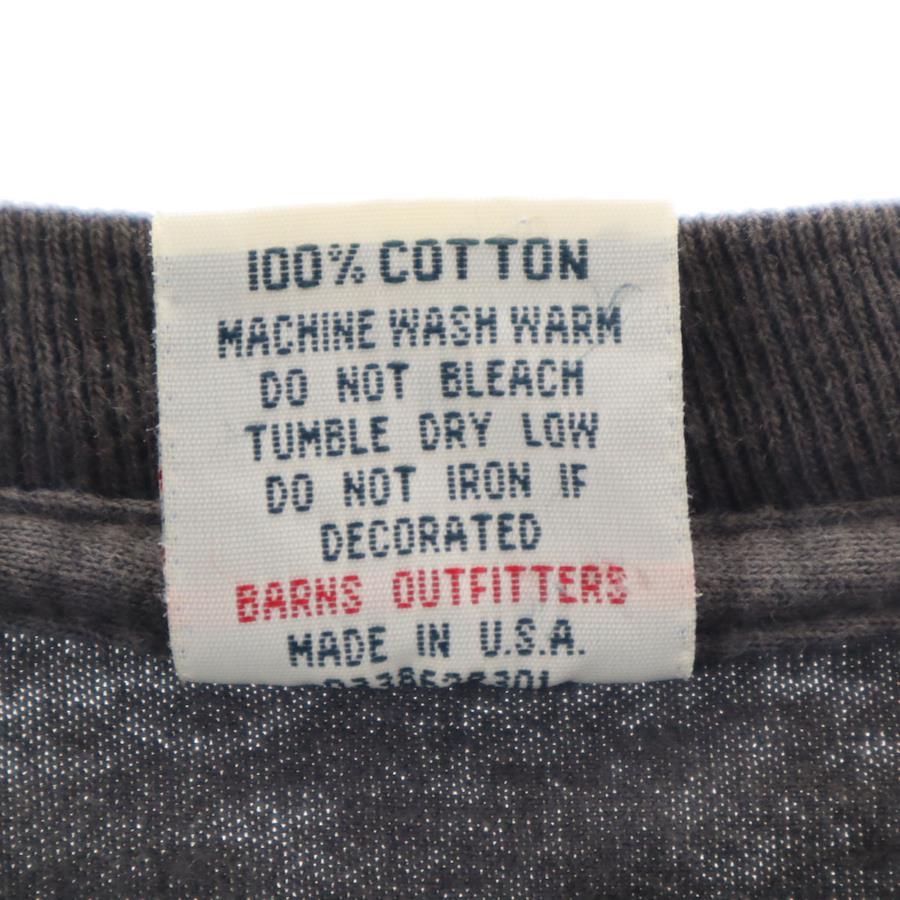 100% COTTON
MACHINE WASH WARM
DO NOT BLEACH
TUMBLE DRY LOW
DO NOT IRON IF
DECORATED
BARNS OUTFITTERS
MADE IN U.S.A.